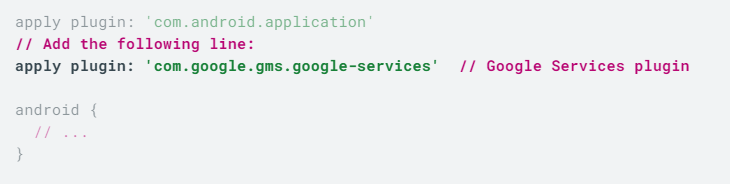 apply plugin: 'com.android.application'
// Add the following line:
apply plugin: 'com.google.gms.google-services'  // Google Services plugin

android {
  // ...
}